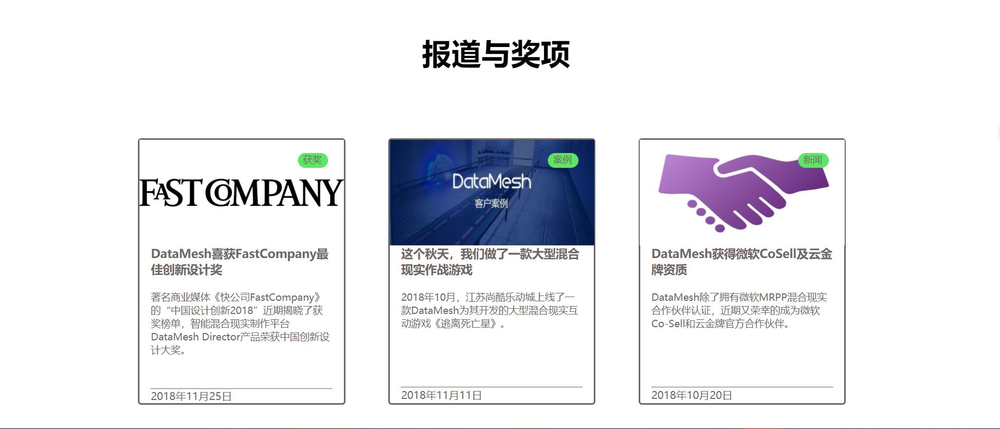 报道与奖项
获奖
FAST COMPANY
DataMesh喜获FastCompany最
佳创新设计奖
著名商业媒体《快公司FastCompany》
的“中国设计创新2018”近期揭晓了获
奖榜单，智能混合现实制作平台
DataMesh Director产品荣获中国创新设
计大奖。
2018年11月25日
案例
DataMesh
客户案例
这个秋天，我们做了一款大型混合
现实作战游戏
2018年10月，江苏尚酷乐动城上线了一
款DataMesh为其开发的大型混合现实互
动游戏《逃离死亡星》。
2018年11月11日
新闻
DataMesh获得微软CoSell及云金
牌资质
DataMesh除了拥有微软MRPP混合现实
合作伙伴认证，近期又荣幸的成为微软
Co-Sell和云金牌官方合作伙伴。
2018年10月20日